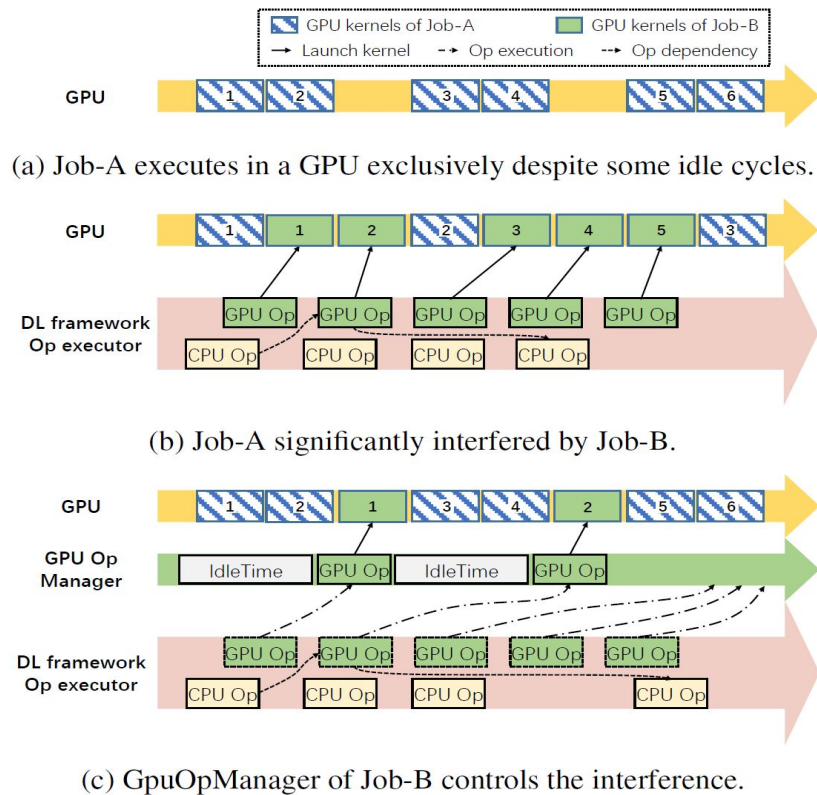 GPU kernels of Job-A GPU kernels of Job-B
Launch kernel Op execution Op dependency
GPU 1 2 3 4 5 6
(a) Job-A executes in a GPU exclusively despite some idle cycles.
GPU 1 1 2 2 3 4 5 3
GPU Op GPU Op GPU Op GPU Op GPU Op
DL framework
Op executor
CPU Op CPU Op CPU Op CPU Op
(b) Job-A significantly interfered by Job-B.
GPU 1 2 1 3 4 2 5 6
GPU Op
Manager
IdleTime GPU Op IdleTime GPU Op
GPU Op GPU Op GPU Op GPU Op GPU Op
DL framework
Op executor
CPU Op CPU Op CPU Op CPU Op
(c) GpuOpManager of Job-B controls the interference.